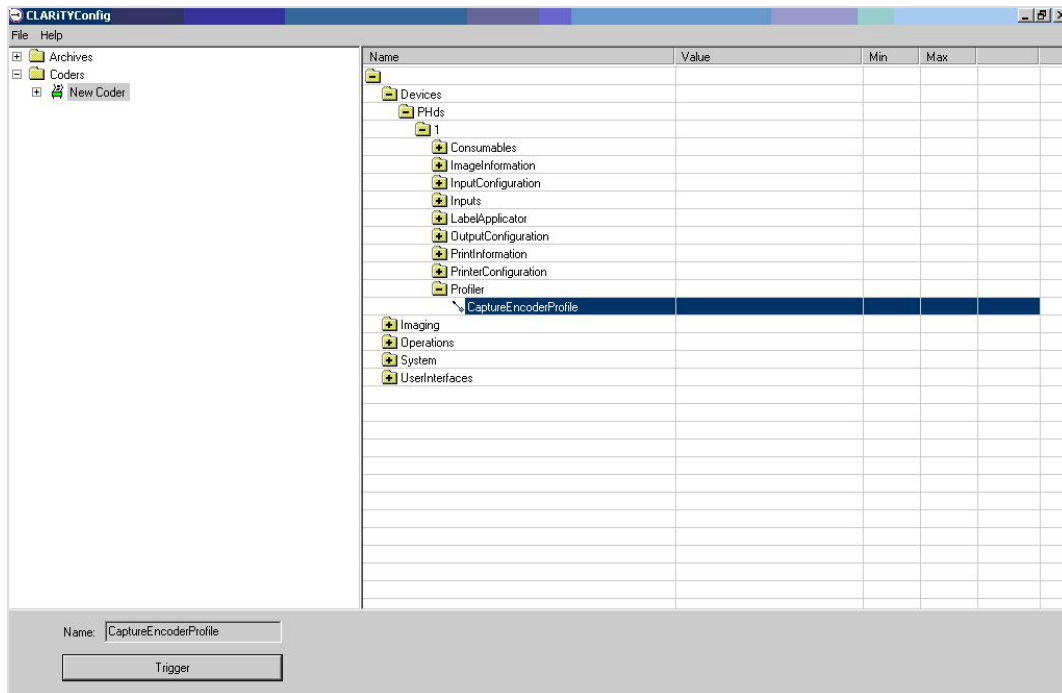 CLARiTYConfig
File Help
Archives
Coders
New Coder
Name Value Min Max
Devices
PHds
1
Consumables
ImageInformation
InputConfiguration
Inputs
LabelApplicator
OutputConfiguration
PrintInformation
PrinterConfiguration
Profiler
CaptureEncoderProfile
Imaging
Operations
System
UserInterfaces
Name: CaptureEncoderProfile
Trigger